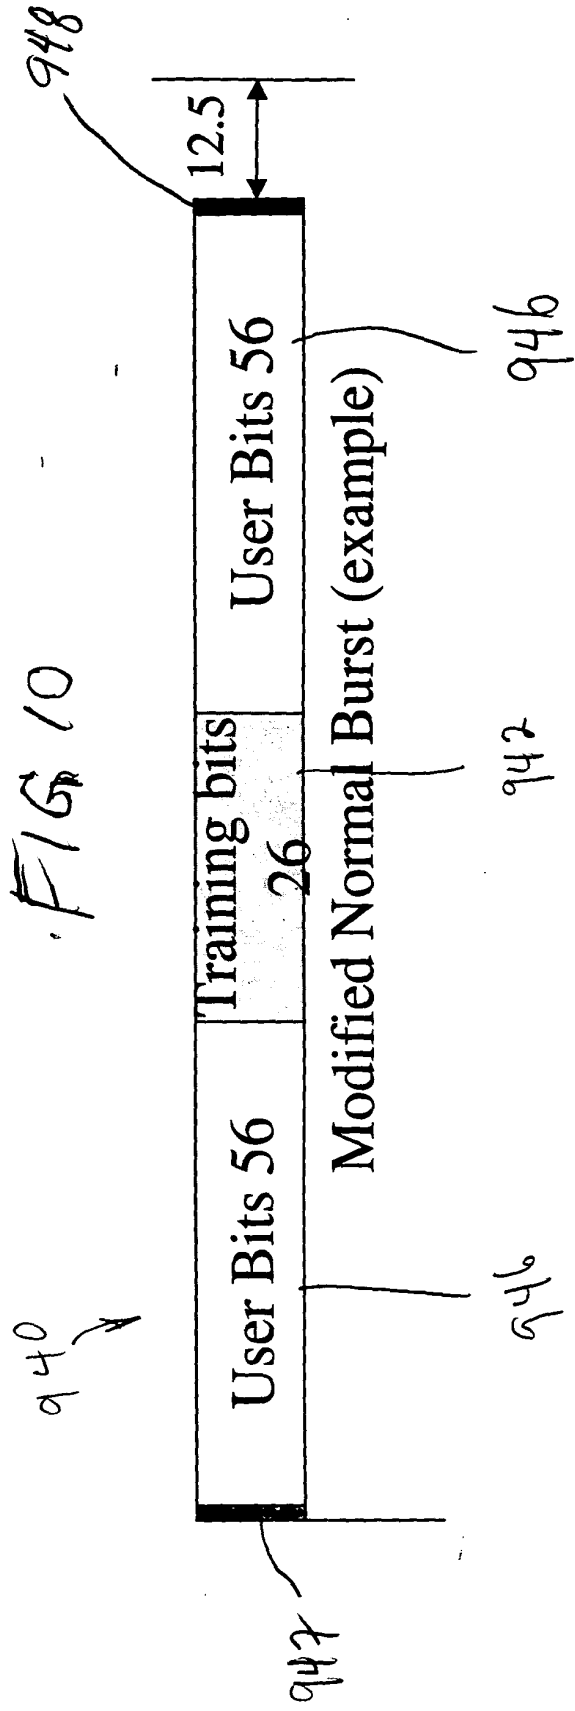 FIG 10
940
948
User Bits 56
Training bits
26
User Bits 56
12.5
Modified Normal Burst (example)
947
946
942
946